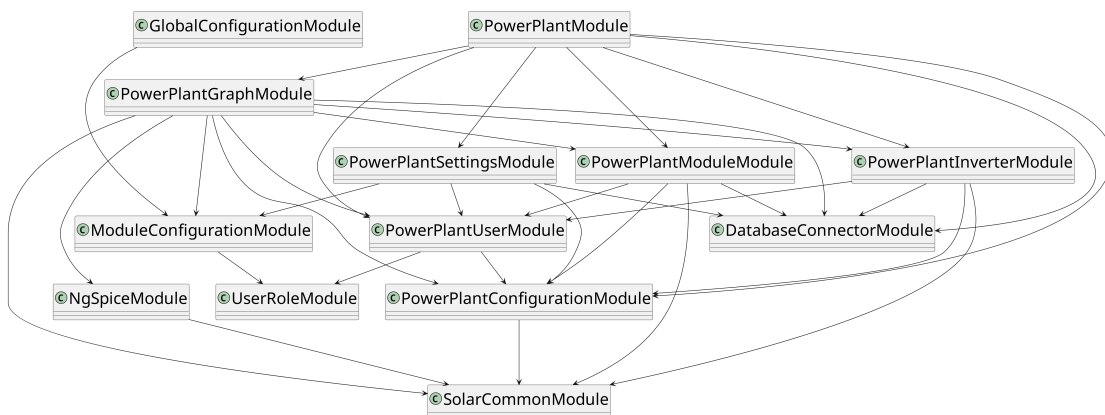 C GlobalConfigurationModule
C PowerPlantModule
C PowerPlantGraphModule
C PowerPlantSettingsModule
C PowerPlantModuleModule
C PowerPlantInverterModule
C ModuleConfigurationModule
C PowerPlantUserModule
C DatabaseConnectorModule
C NgSpiceModule
C UserRoleModule
C PowerPlantConfigurationModule
C SolarCommonModule